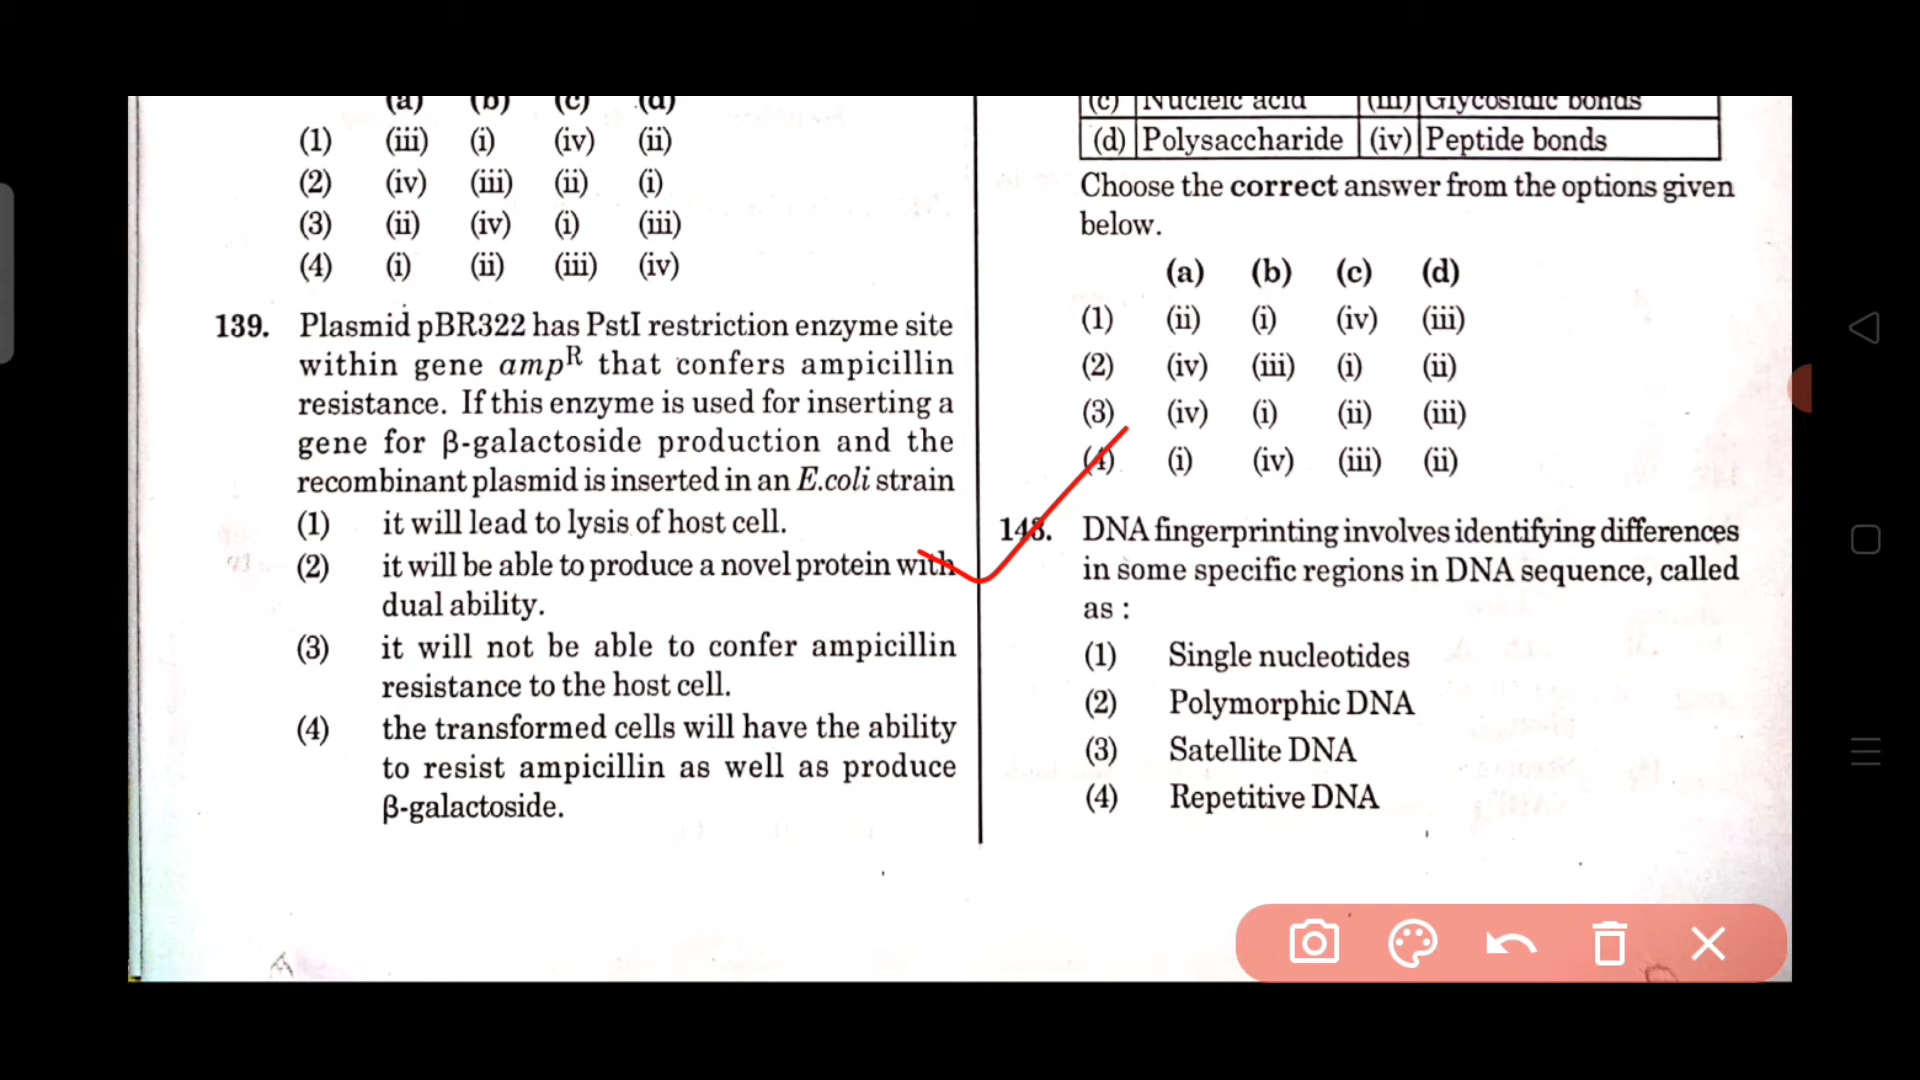 (a) (b) (c) (d)
(1) (iii) (i) (iv) (ii)
(2) (iv) (iii) (ii) (i)
(3) (ii) (iv) (i) (iii)
(4) (i) (ii) (iii) (iv)
139. Plasmid pBR322 has PstI restriction enzyme site
within gene amp^R that confers ampicillin
resistance. If this enzyme is used for inserting a
gene for β-galactoside production and the
recombinant plasmid is inserted in an E.coli strain
(1) it will lead to lysis of host cell.
(2) it will be able to produce a novel protein with
dual ability.
(3) it will not be able to confer ampicillin
resistance to the host cell.
(4) the transformed cells will have the ability
to resist ampicillin as well as produce
β-galactoside.
(c) Nucleic acid (iii) Glycosidic bonds
(d) Polysaccharide (iv) Peptide bonds
Choose the correct answer from the options given
below.
(a) (b) (c) (d)
(1) (ii) (i) (iv) (iii)
(2) (iv) (iii) (i) (ii)
(3) (iv) (i) (ii) (iii)
(4) (i) (iv) (iii) (ii)
143. DNA fingerprinting involves identifying differences
in some specific regions in DNA sequence, called
as :
(1) Single nucleotides
(2) Polymorphic DNA
(3) Satellite DNA
(4) Repetitive DNA